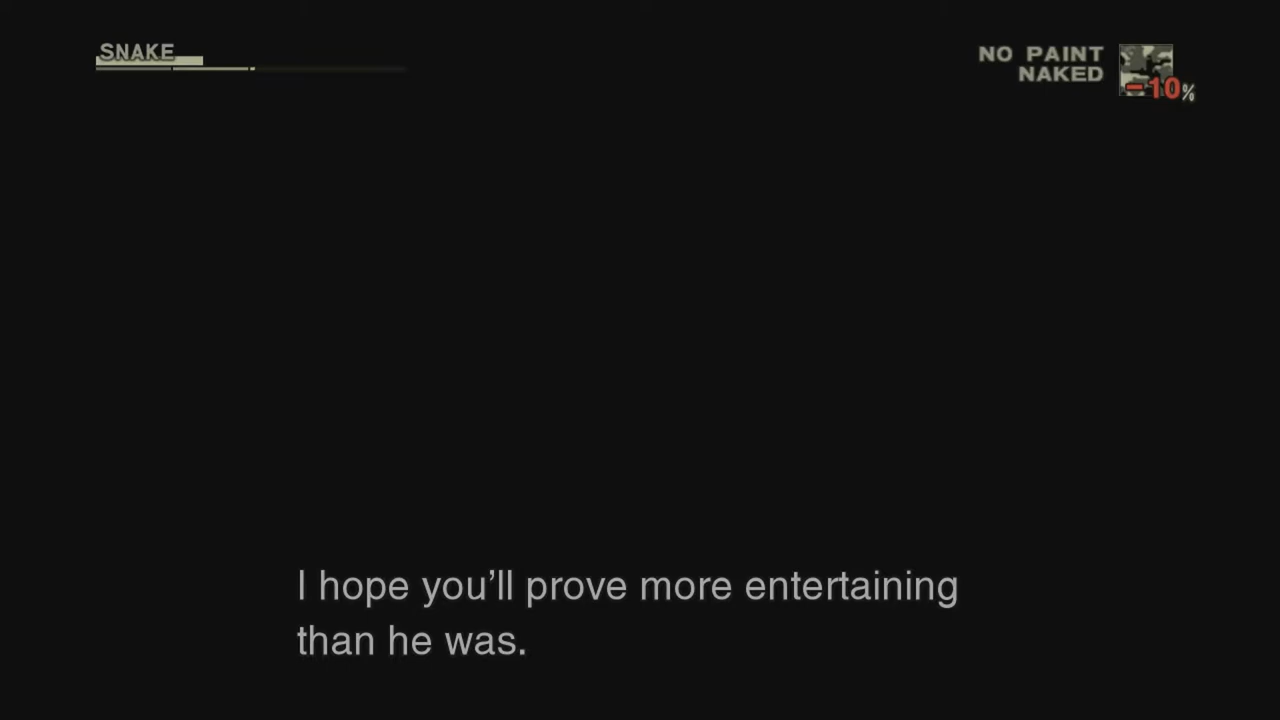 SNAKE
NO PAINT
NAKED
-10%
I hope you’ll prove more entertaining
than he was.